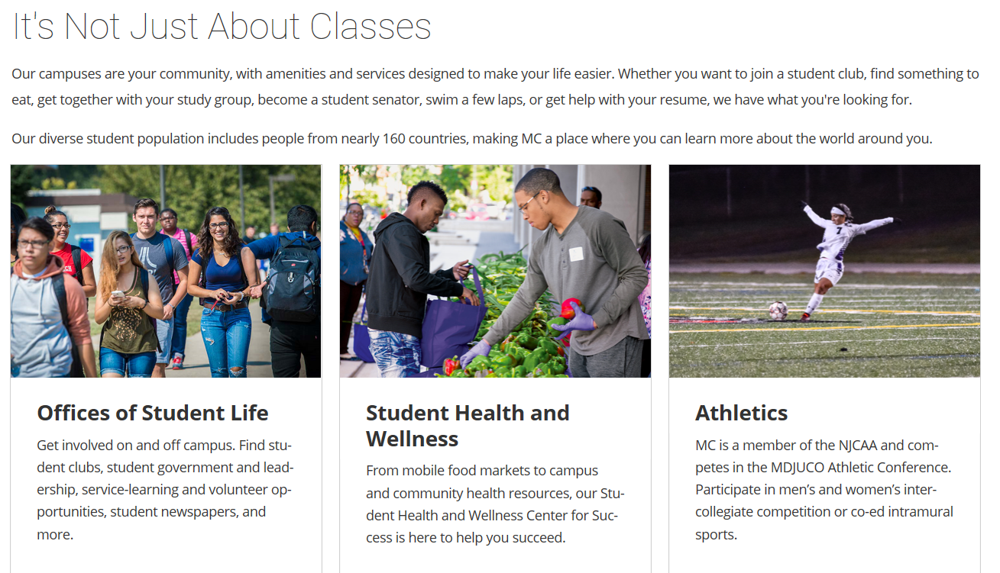 It's Not Just About Classes
Our campuses are your community, with amenities and services designed to make your life easier. Whether you want to join a student club, find something to
eat, get together with your study group, become a student senator, swim a few laps, or get help with your resume, we have what you're looking for.
Our diverse student population includes people from nearly 160 countries, making MC a place where you can learn more about the world around you.
7
Offices of Student Life
Get involved on and off campus. Find stu-
dent clubs, student government and lead-
ership, service-learning and volunteer op-
portunities, student newspapers, and
more.
Student Health and
Wellness
From mobile food markets to campus
and community health resources, our Stu-
dent Health and Wellness Center for Suc-
cess is here to help you succeed.
Athletics
MC is a member of the NJCAA and com-
petes in the MDJUCO Athletic Conference.
Participate in men’s and women’s inter-
collegiate competition or co-ed intramural
sports.